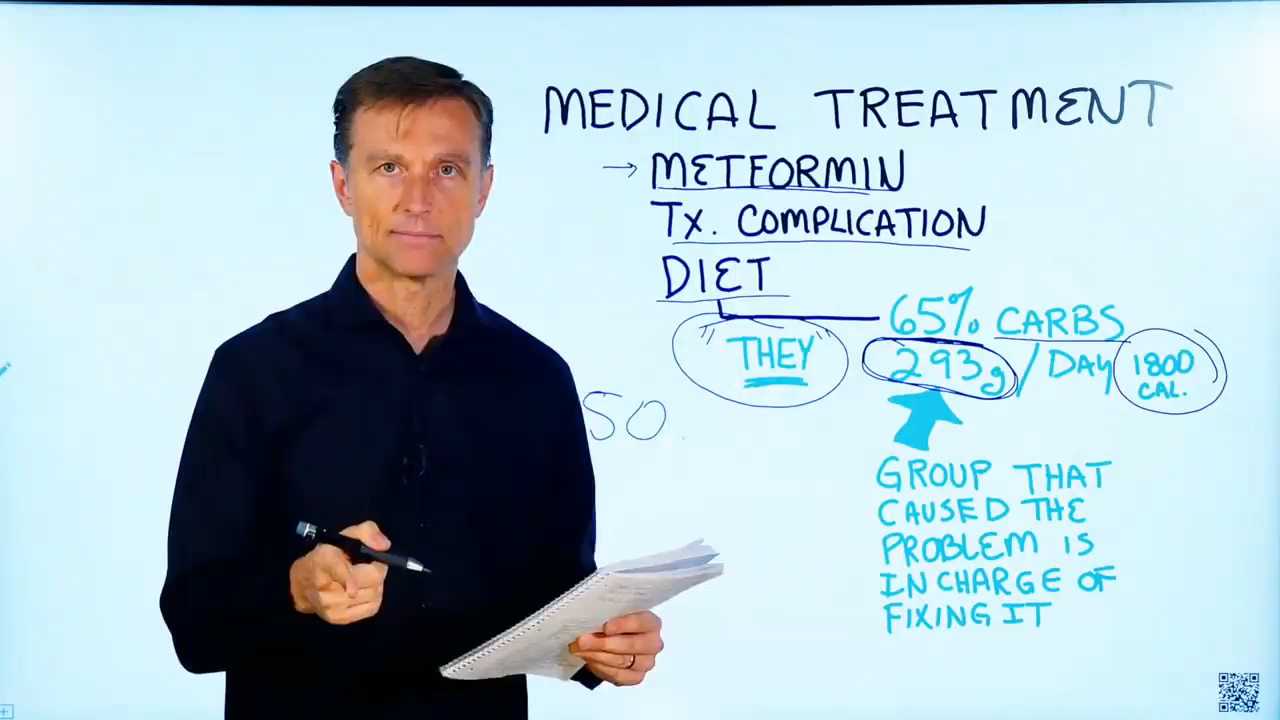 MEDICAL TREATMENT
→ METFORMIN
TX. COMPLICATION
DIET
65% CARBS
"THEY" 293g / DAY 1800 CAL.
50
GROUP THAT
CAUSED THE
PROBLEM IS
IN CHARGE OF
FIXING IT